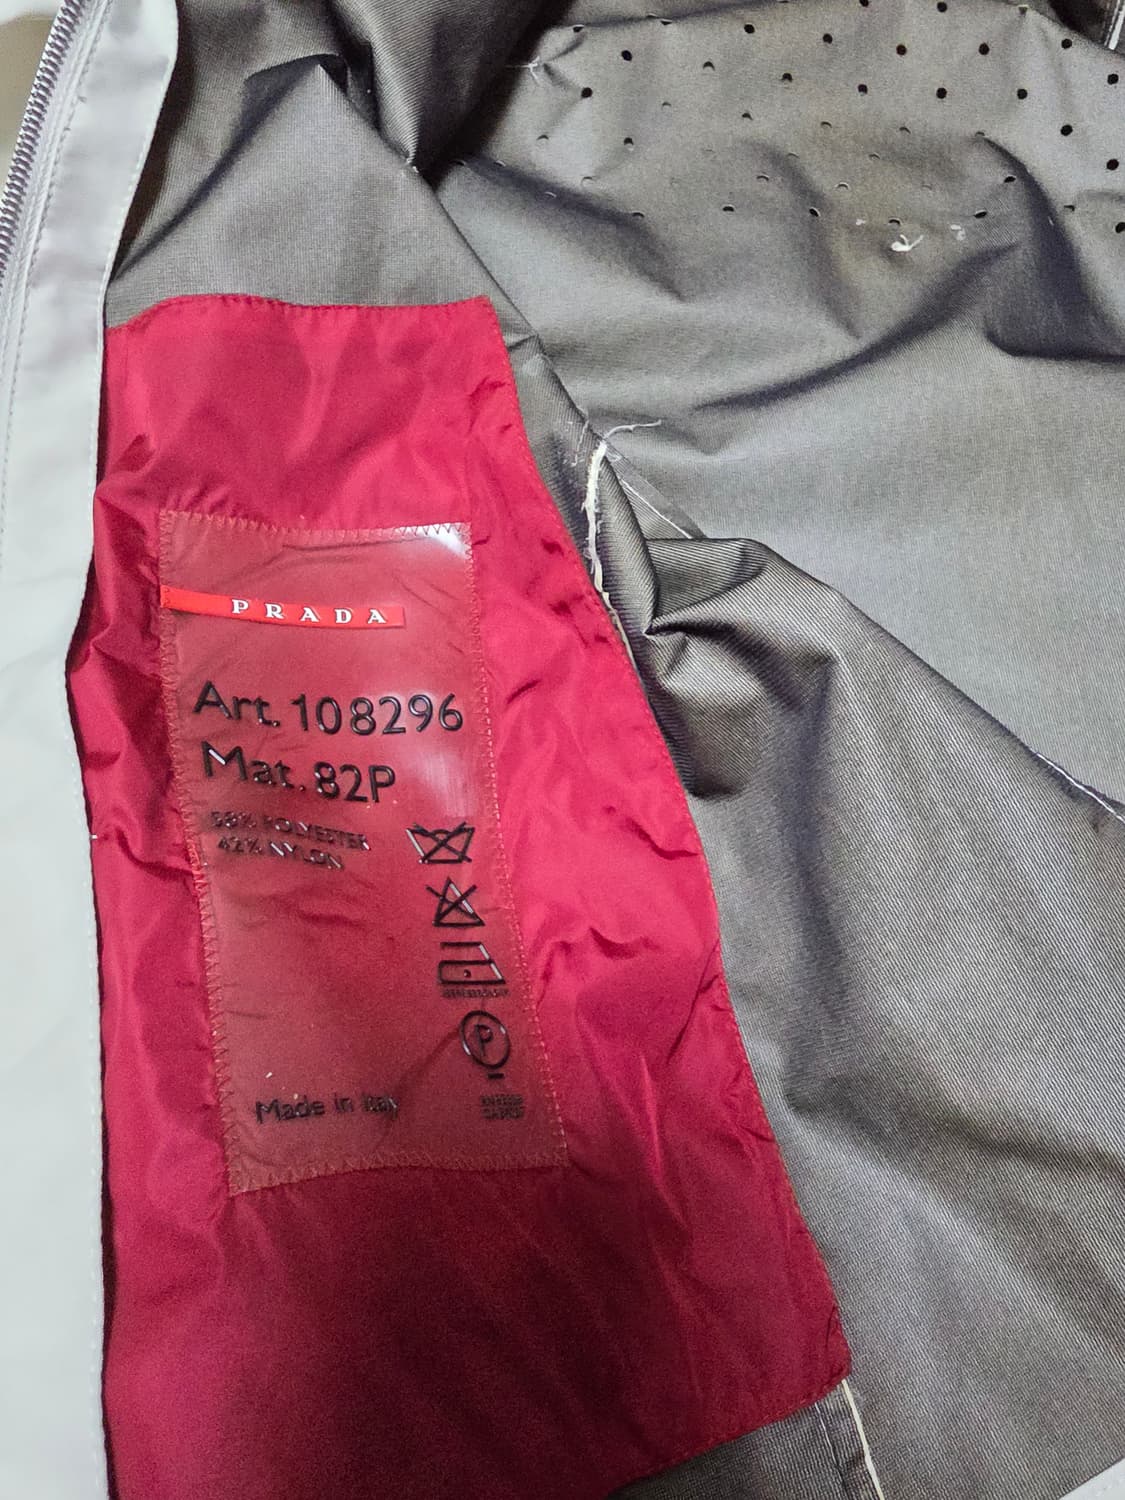 PRADA
Art. 108296
Mat. 82P
58% POLYESTER
42% NYLON
P
Made in Italy